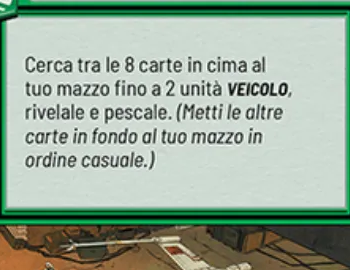 Cerca tra le 8 carte in cima al
tuo mazzo fino a 2 unità VEICOLO,
rivelale e pescale. (Metti le altre
carte in fondo al tuo mazzo in
ordine casuale.)